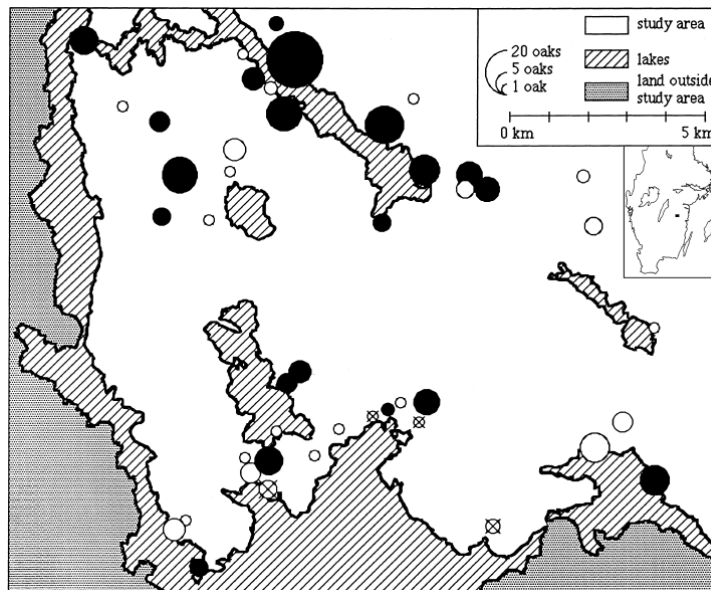 20 oaks
5 oaks
1 oak
study area
lakes
land outside
study area
0 km
5 km